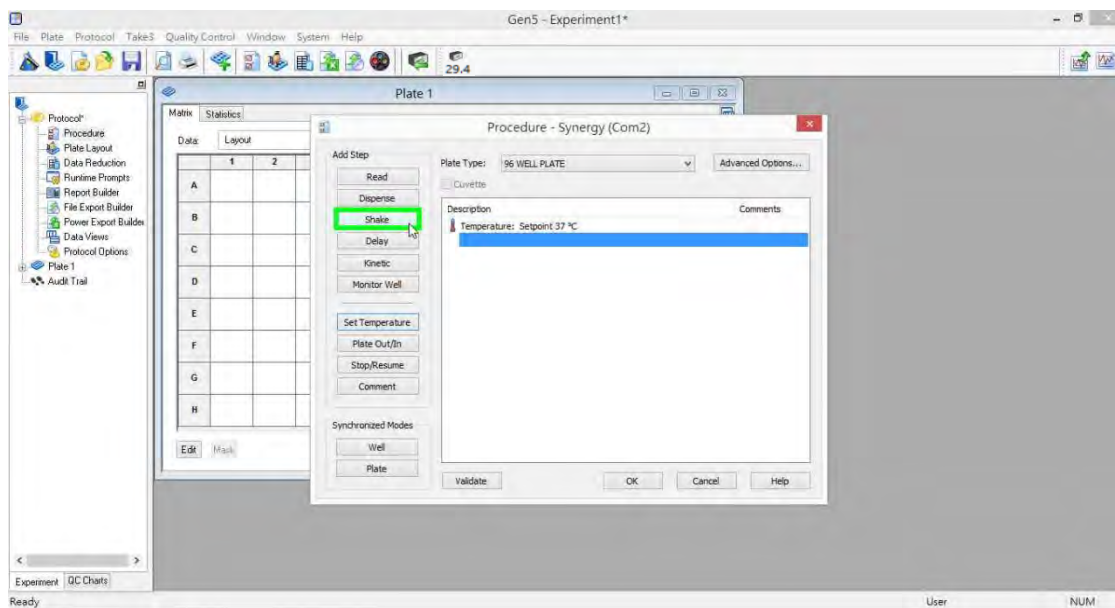 Gen5 - Experiment1*
File Plate Protocol Take3 Quality Control Window System Help
29.4
Protocol*
Procedure
Plate Layout
Data Reduction
Runtime Prompts
Report Builder
File Export Builder
Power Export Builder
Data Views
Protocol Options
Plate 1
Audit Trail
Experiment QC Charts
Plate 1
Matrix Statistics
Data: Layout
1 2
A
B
C
D
E
F
G
H
Edit Mask
Procedure - Synergy (Com2)
Add Step
Read
Dispense
Shake
Delay
Kinetic
Monitor Well
Set Temperature
Plate Out/In
Stop/Resume
Comment
Synchronized Modes
Well
Plate
Plate Type: 96 WELL PLATE Advanced Options...
Cuvette
Description Comments
Temperature: Setpoint 37 °C
Validate OK Cancel Help
Ready User NUM